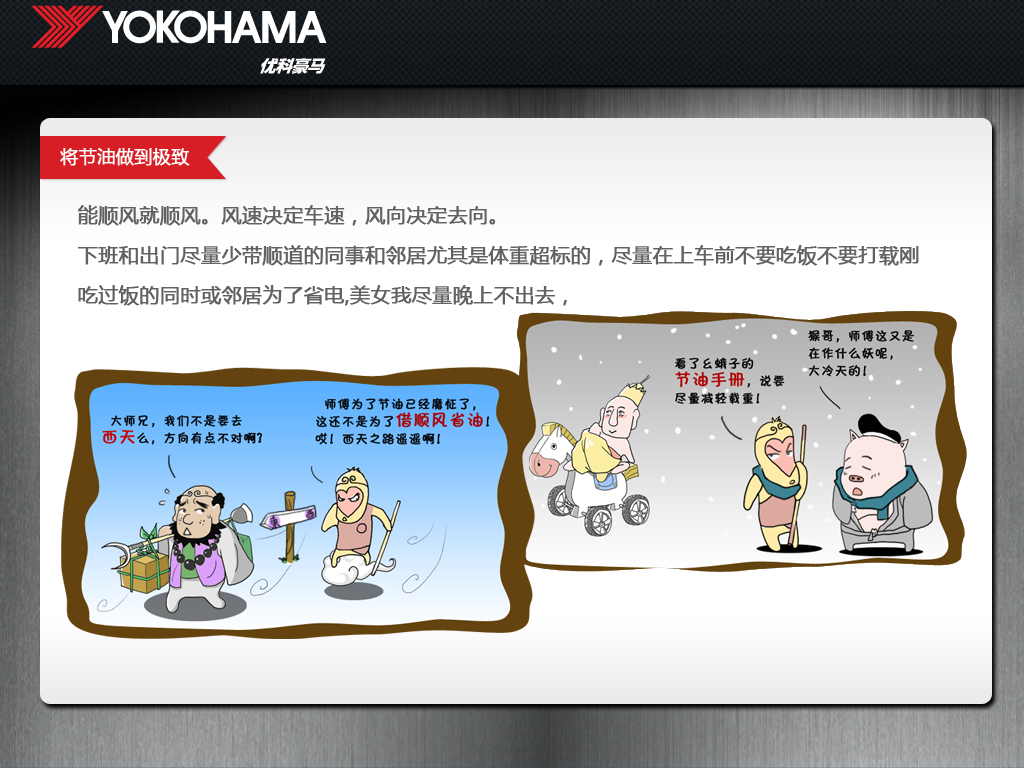 YOKOHAMA
优科豪马
将节油做到极致
能顺风就顺风。风速决定车速，风向决定去向。
下班和出门尽量少带顺道的同事和邻居尤其是体重超标的，尽量在上车前不要吃饭不要打载刚
吃过饭的同时或邻居为了省电,美女我尽量晚上不出去，
大师兄，我们不是要去
西天么，方向有点不对啊?
师傅为了节油已经魔怔了，
这还不是为了借顺风省油!
哎! 西天之路遥遥啊!
看了幺蛾子的
节油手册，说要
尽量减轻载重!
猴哥，师傅这又是
在作什么妖呢，
大冷天的!